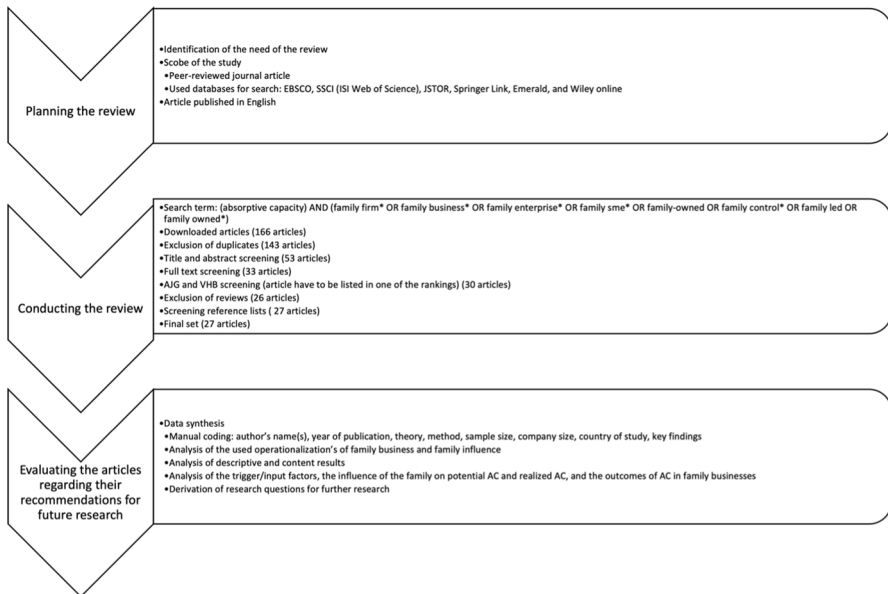 Planning the review
•Identification of the need of the review
•Scobe of the study
•Peer-reviewed journal article
•Used databases for search: EBSCO, SSCI (ISI Web of Science), JSTOR, Springer Link, Emerald, and Wiley online
•Article published in English
Conducting the review
•Search term: (absorptive capacity) AND (family firm* OR family business* OR family enterprise* OR family sme* OR family-owned OR family control* OR family led OR
family owned*)
•Downloaded articles (166 articles)
•Exclusion of duplicates (143 articles)
•Title and abstract screening (53 articles)
•Full text screening (33 articles)
•AJG and VHB screening (article have to be listed in one of the rankings) (30 articles)
•Exclusion of reviews (26 articles)
•Screening reference lists ( 27 articles)
•Final set (27 articles)
Evaluating the articles
regarding their
recommendations for
future research
•Data synthesis
•Manual coding: author's name(s), year of publication, theory, method, sample size, company size, country of study, key findings
•Analysis of the used operationalization's of family business and family influence
•Analysis of descriptive and content results
•Analysis of the trigger/input factors, the influence of the family on potential AC and realized AC, and the outcomes of AC in family businesses
•Derivation of research questions for further research